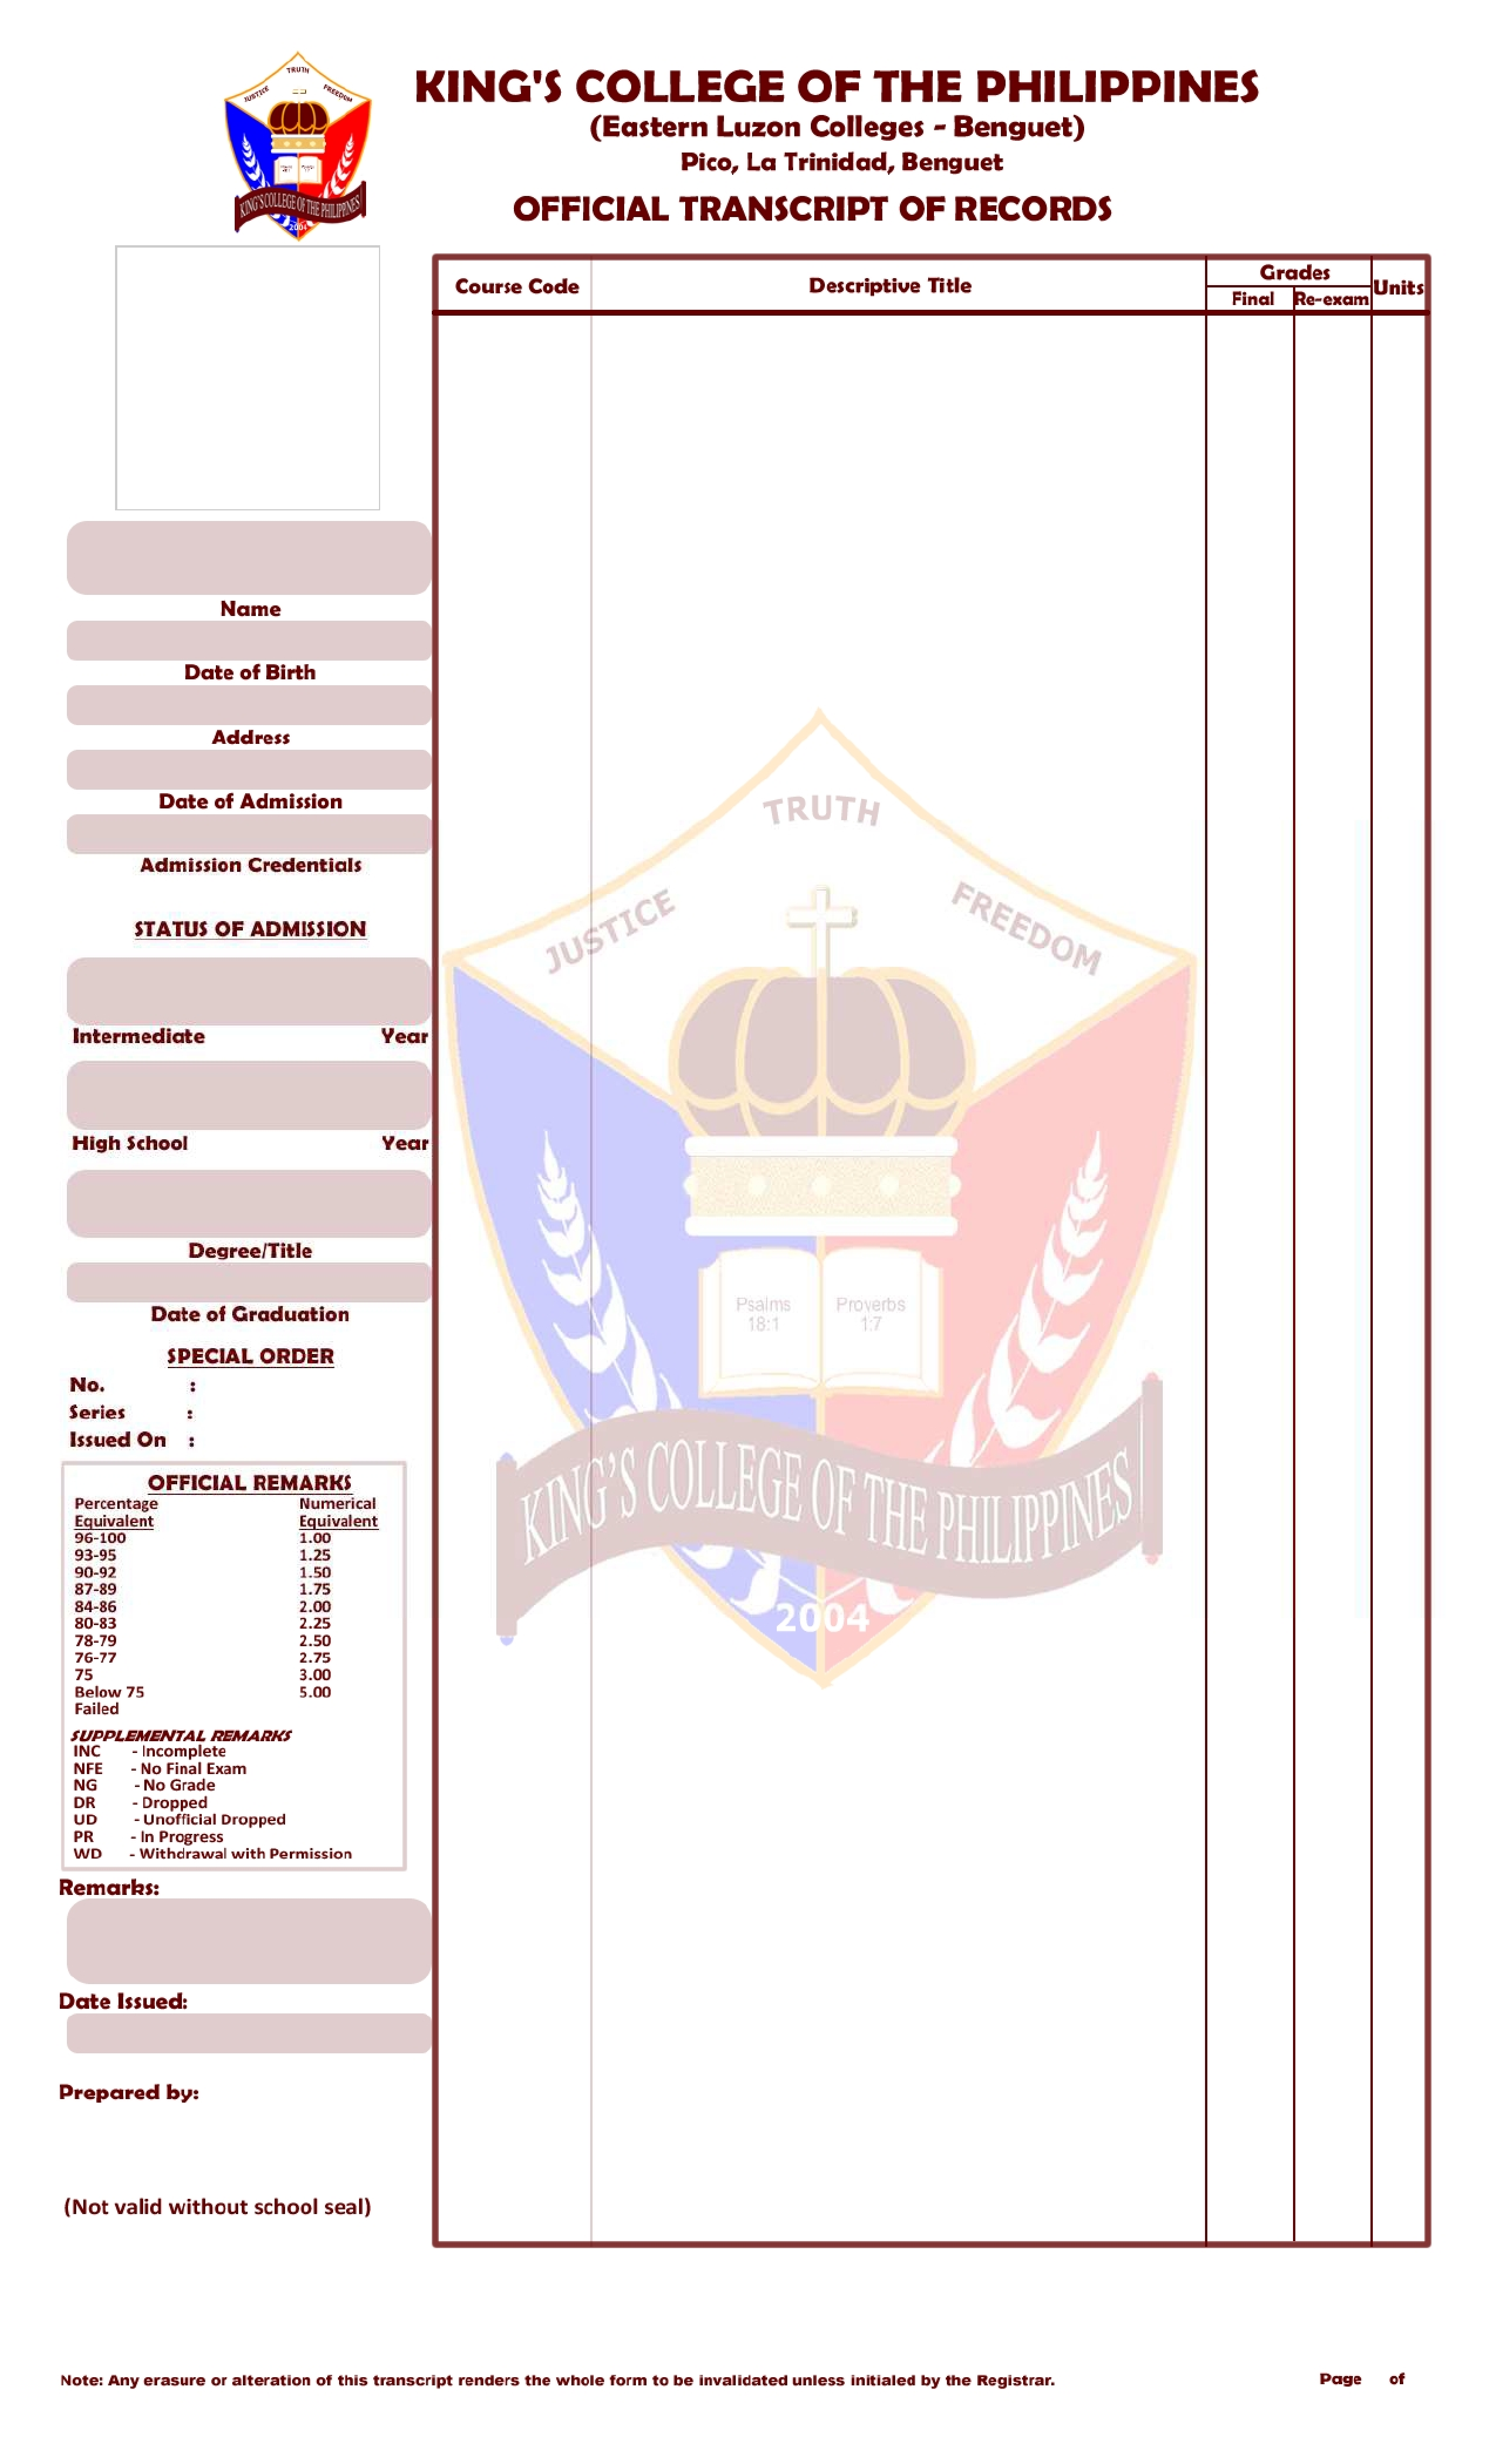 TRUTH
JUSTICE
FREEDOM
KING'S COLLEGE OF THE PHILIPPINES
2004
KING'S COLLEGE OF THE PHILIPPINES
(Eastern Luzon Colleges - Benguet)
Pico, La Trinidad, Benguet
OFFICIAL TRANSCRIPT OF RECORDS
Course Code Descriptive Title Grades Units
Final Re-exam
Name
Date of Birth
Address
Date of Admission
Admission Credentials
STATUS OF ADMISSION
Intermediate Year
High School Year
Degree/Title
Date of Graduation
SPECIAL ORDER
No. :
Series :
Issued On :
OFFICIAL REMARKS
Percentage Numerical
Equivalent Equivalent
96-100 1.00
93-95 1.25
90-92 1.50
87-89 1.75
84-86 2.00
80-83 2.25
78-79 2.50
76-77 2.75
75 3.00
Below 75 5.00
Failed
SUPPLEMENTAL REMARKS
INC - Incomplete
NFE - No Final Exam
NG - No Grade
DR - Dropped
UD - Unofficial Dropped
PR - In Progress
WD - Withdrawal with Permission
Remarks:
Date Issued:
Prepared by:
(Not valid without school seal)
TRUTH
JUSTICE
FREEDOM
Psalms Proverbs
18:1 1:7
KING'S COLLEGE OF THE PHILIPPINES
2004
Note: Any erasure or alteration of this transcript renders the whole form to be invalidated unless initialed by the Registrar. Page of